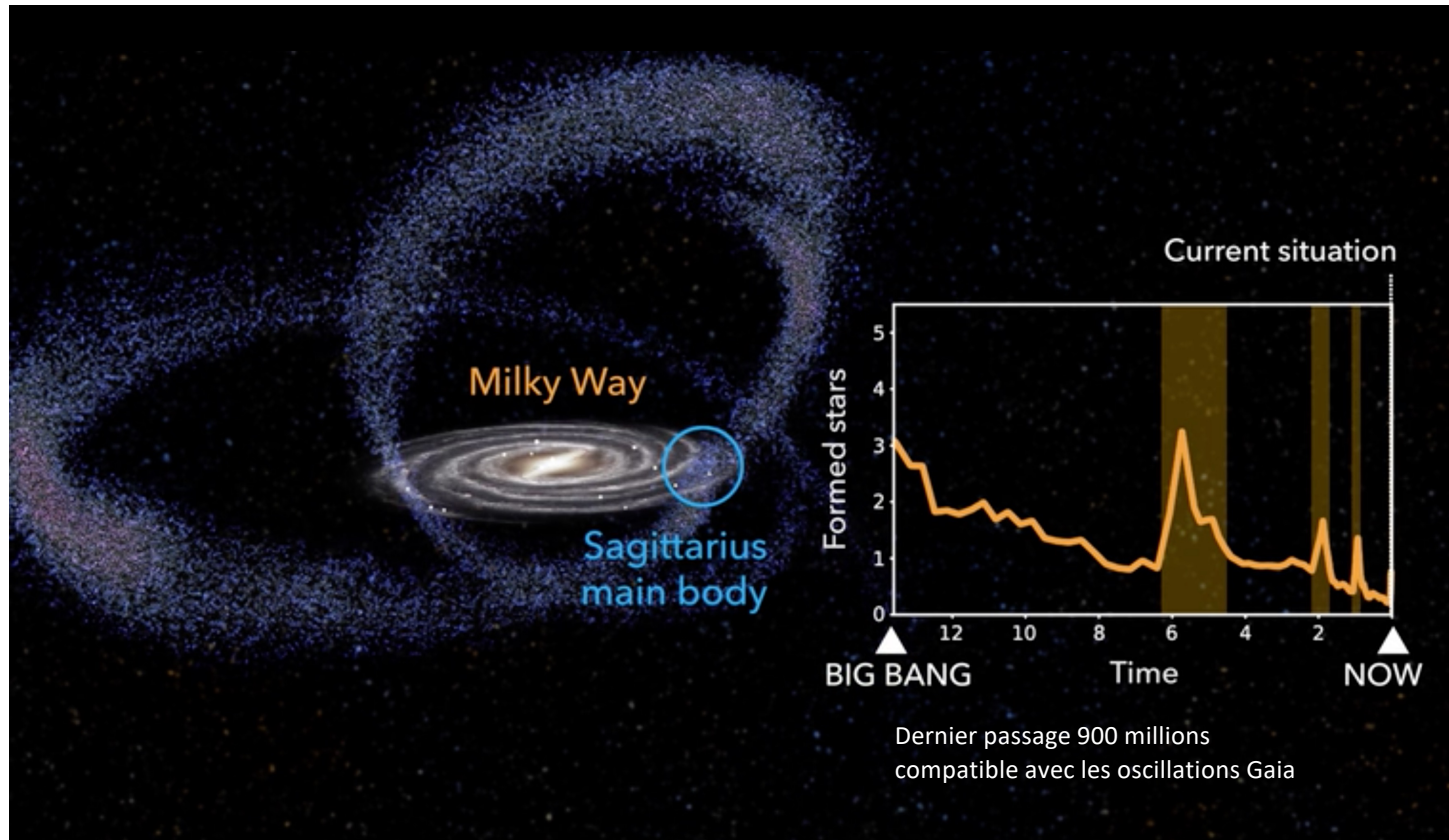 Current situation
Milky Way
Sagittarius
main body
Formed stars
5
4
3
2
1
0
12 10 8 6 4 2
BIG BANG Time NOW
Dernier passage 900 millions
compatible avec les oscillations Gaia